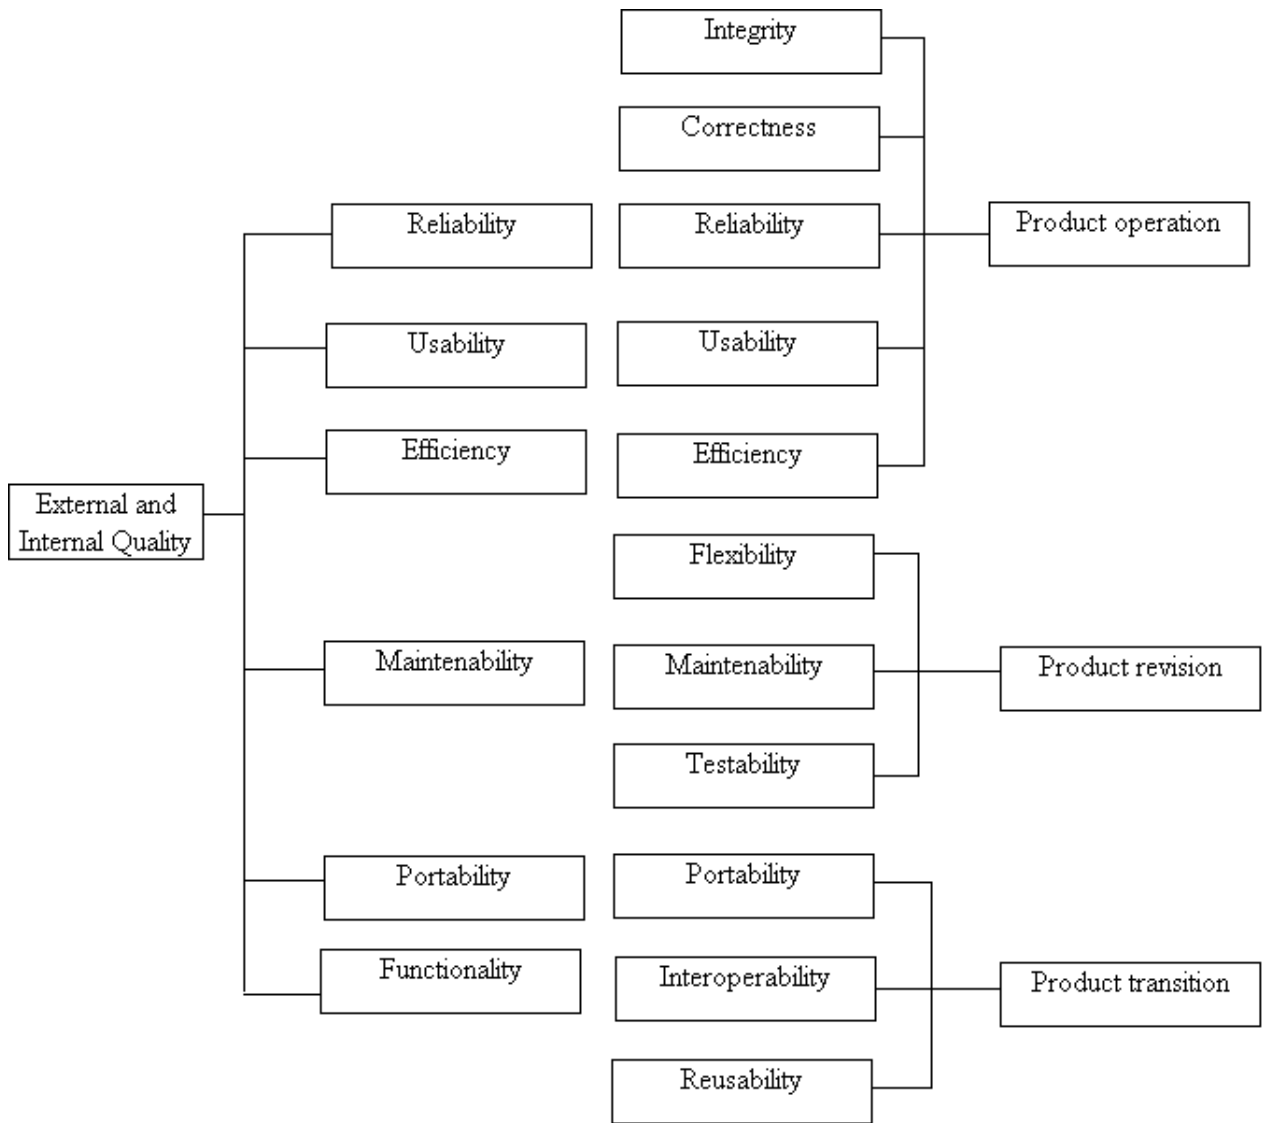 Integrity
Correctness
Reliability
Reliability
Product operation
Usability
Usability
Efficiency
Efficiency
External and
Internal Quality
Flexibility
Maintenability
Maintenability
Product revision
Testability
Portability
Portability
Functionality
Interoperability
Product transition
Reusability